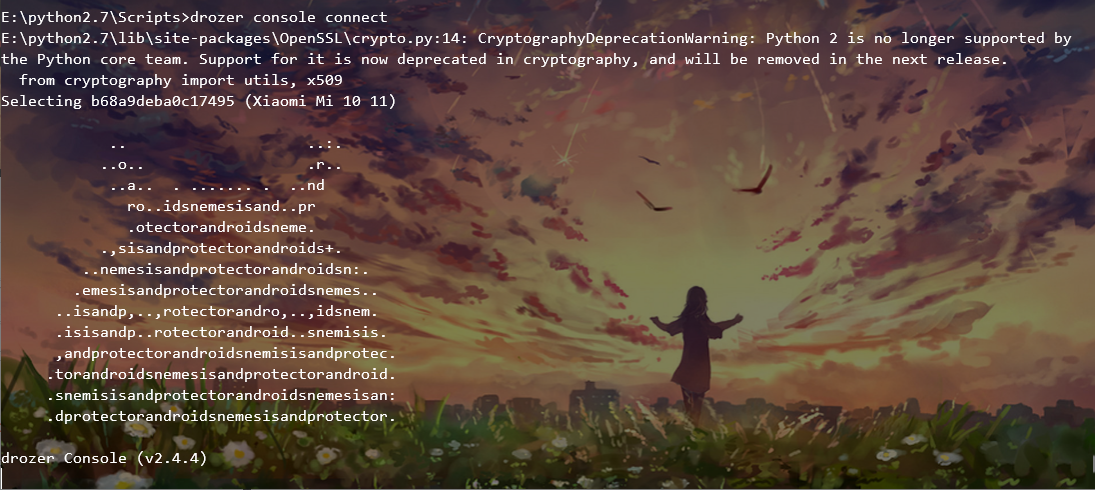 E:\python2.7\Scripts>drozer console connect
E:\python2.7\lib\site-packages\OpenSSL\crypto.py:14: CryptographyDeprecationWarning: Python 2 is no longer supported by
the Python core team. Support for it is now deprecated in cryptography, and will be removed in the next release.
  from cryptography import utils, x509
Selecting b68a9deba0c17495 (Xiaomi Mi 10 11)

            ..                    ..:.
           ..o..                  .r..
            ..a..  . ....... .  ..nd
              ro..idsnemesisand..pr
              .otectorandroidsneme.
           .,sisandprotectorandroids+.
         ..nemesisandprotectorandroidsn:.
        .emesisandprotectorandroidsnemes..
      ..isandp,..,rotectorandro,..,idsnem.
      .isisandp..rotectorandroid..snemisis.
      ,andprotectorandroidsnemisisandprotec.
     .torandroidsnemesisandprotectorandroid.
     .snemisisandprotectorandroidsnemesisan:
     .dprotectorandroidsnemesisandprotector.

drozer Console (v2.4.4)